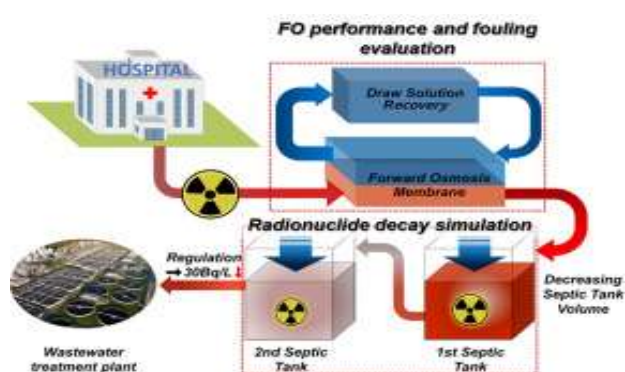 FO performance and fouling
evaluation
HOSPITAL
Draw Solution
Recovery
Forward Osmosis
Membrane
Radionuclide decay simulation
Regulation
→ 30Bq/L ↓
Decreasing
Septic Tank
Volume
Wastewater
treatment plant
2nd Septic
Tank
1st Septic
Tank